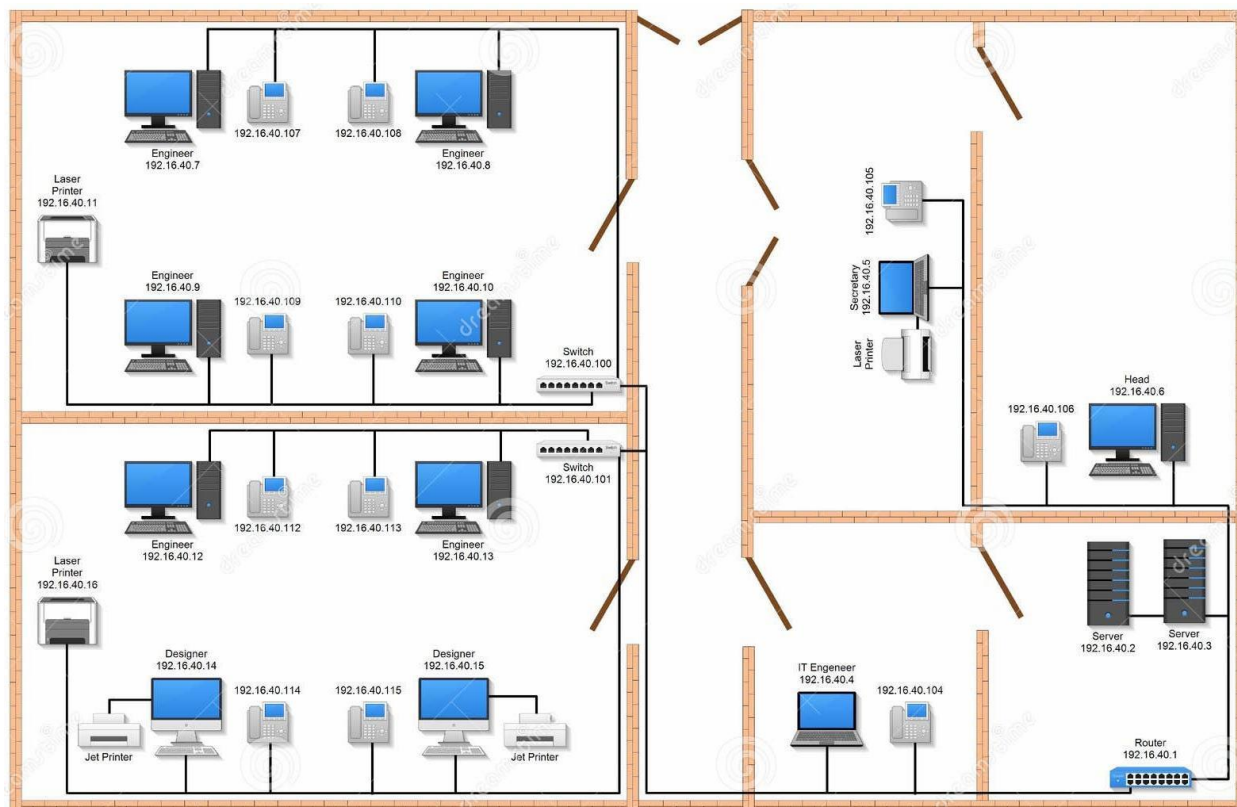 192.16.40.107
192.16.40.108
Engineer
192.16.40.7
Engineer
192.16.40.8
Laser
Printer
192.16.40.11
Engineer
192.16.40.9
192.16.40.109
192.16.40.110
Engineer
192.16.40.10
Switch
192.16.40.100
Switch
Switch
Switch
192.16.40.101
192.16.40.112
192.16.40.113
Engineer
192.16.40.12
Engineer
192.16.40.13
Laser
Printer
192.16.40.16
Designer
192.16.40.14
192.16.40.114
192.16.40.115
Designer
192.16.40.15
Jet Printer
Jet Printer
192.16.40.105
Secretary
192.16.40.5
Laser
Printer
Head
192.16.40.6
192.16.40.106
Server
192.16.40.2
Server
192.16.40.3
IT Engeneer
192.16.40.4
192.16.40.104
Router
192.16.40.1
dreamstime
dreamstime
dreamstime
dreamstime